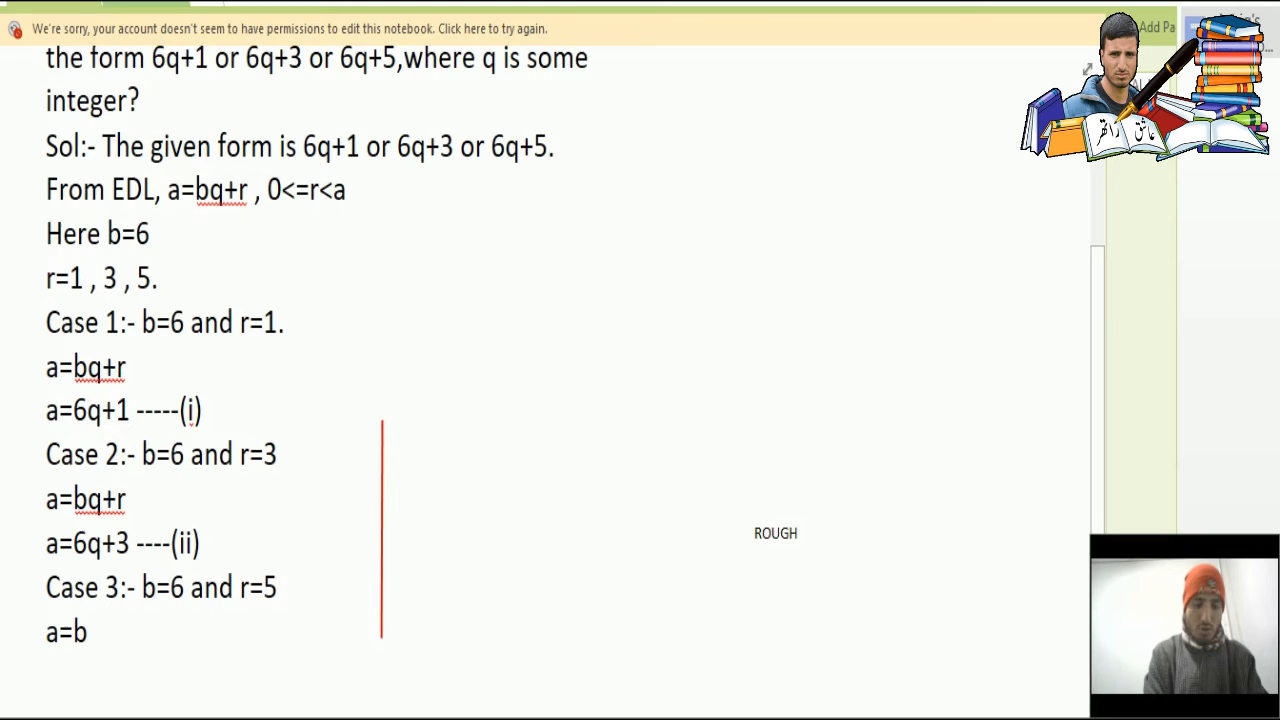 We're sorry, your account doesn't seem to have permissions to edit this notebook. Click here to try again.
Add Pa
the form 6q+1 or 6q+3 or 6q+5,where q is some
integer?
Sol:- The given form is 6q+1 or 6q+3 or 6q+5.
From EDL, a=bq+r , 0<=r<a
Here b=6
r=1 , 3 , 5.
Case 1:- b=6 and r=1.
a=bq+r
a=6q+1 -----(i)
Case 2:- b=6 and r=3
a=bq+r
a=6q+3 ----(ii)
Case 3:- b=6 and r=5
a=b
ROUGH
عاشق راتھر